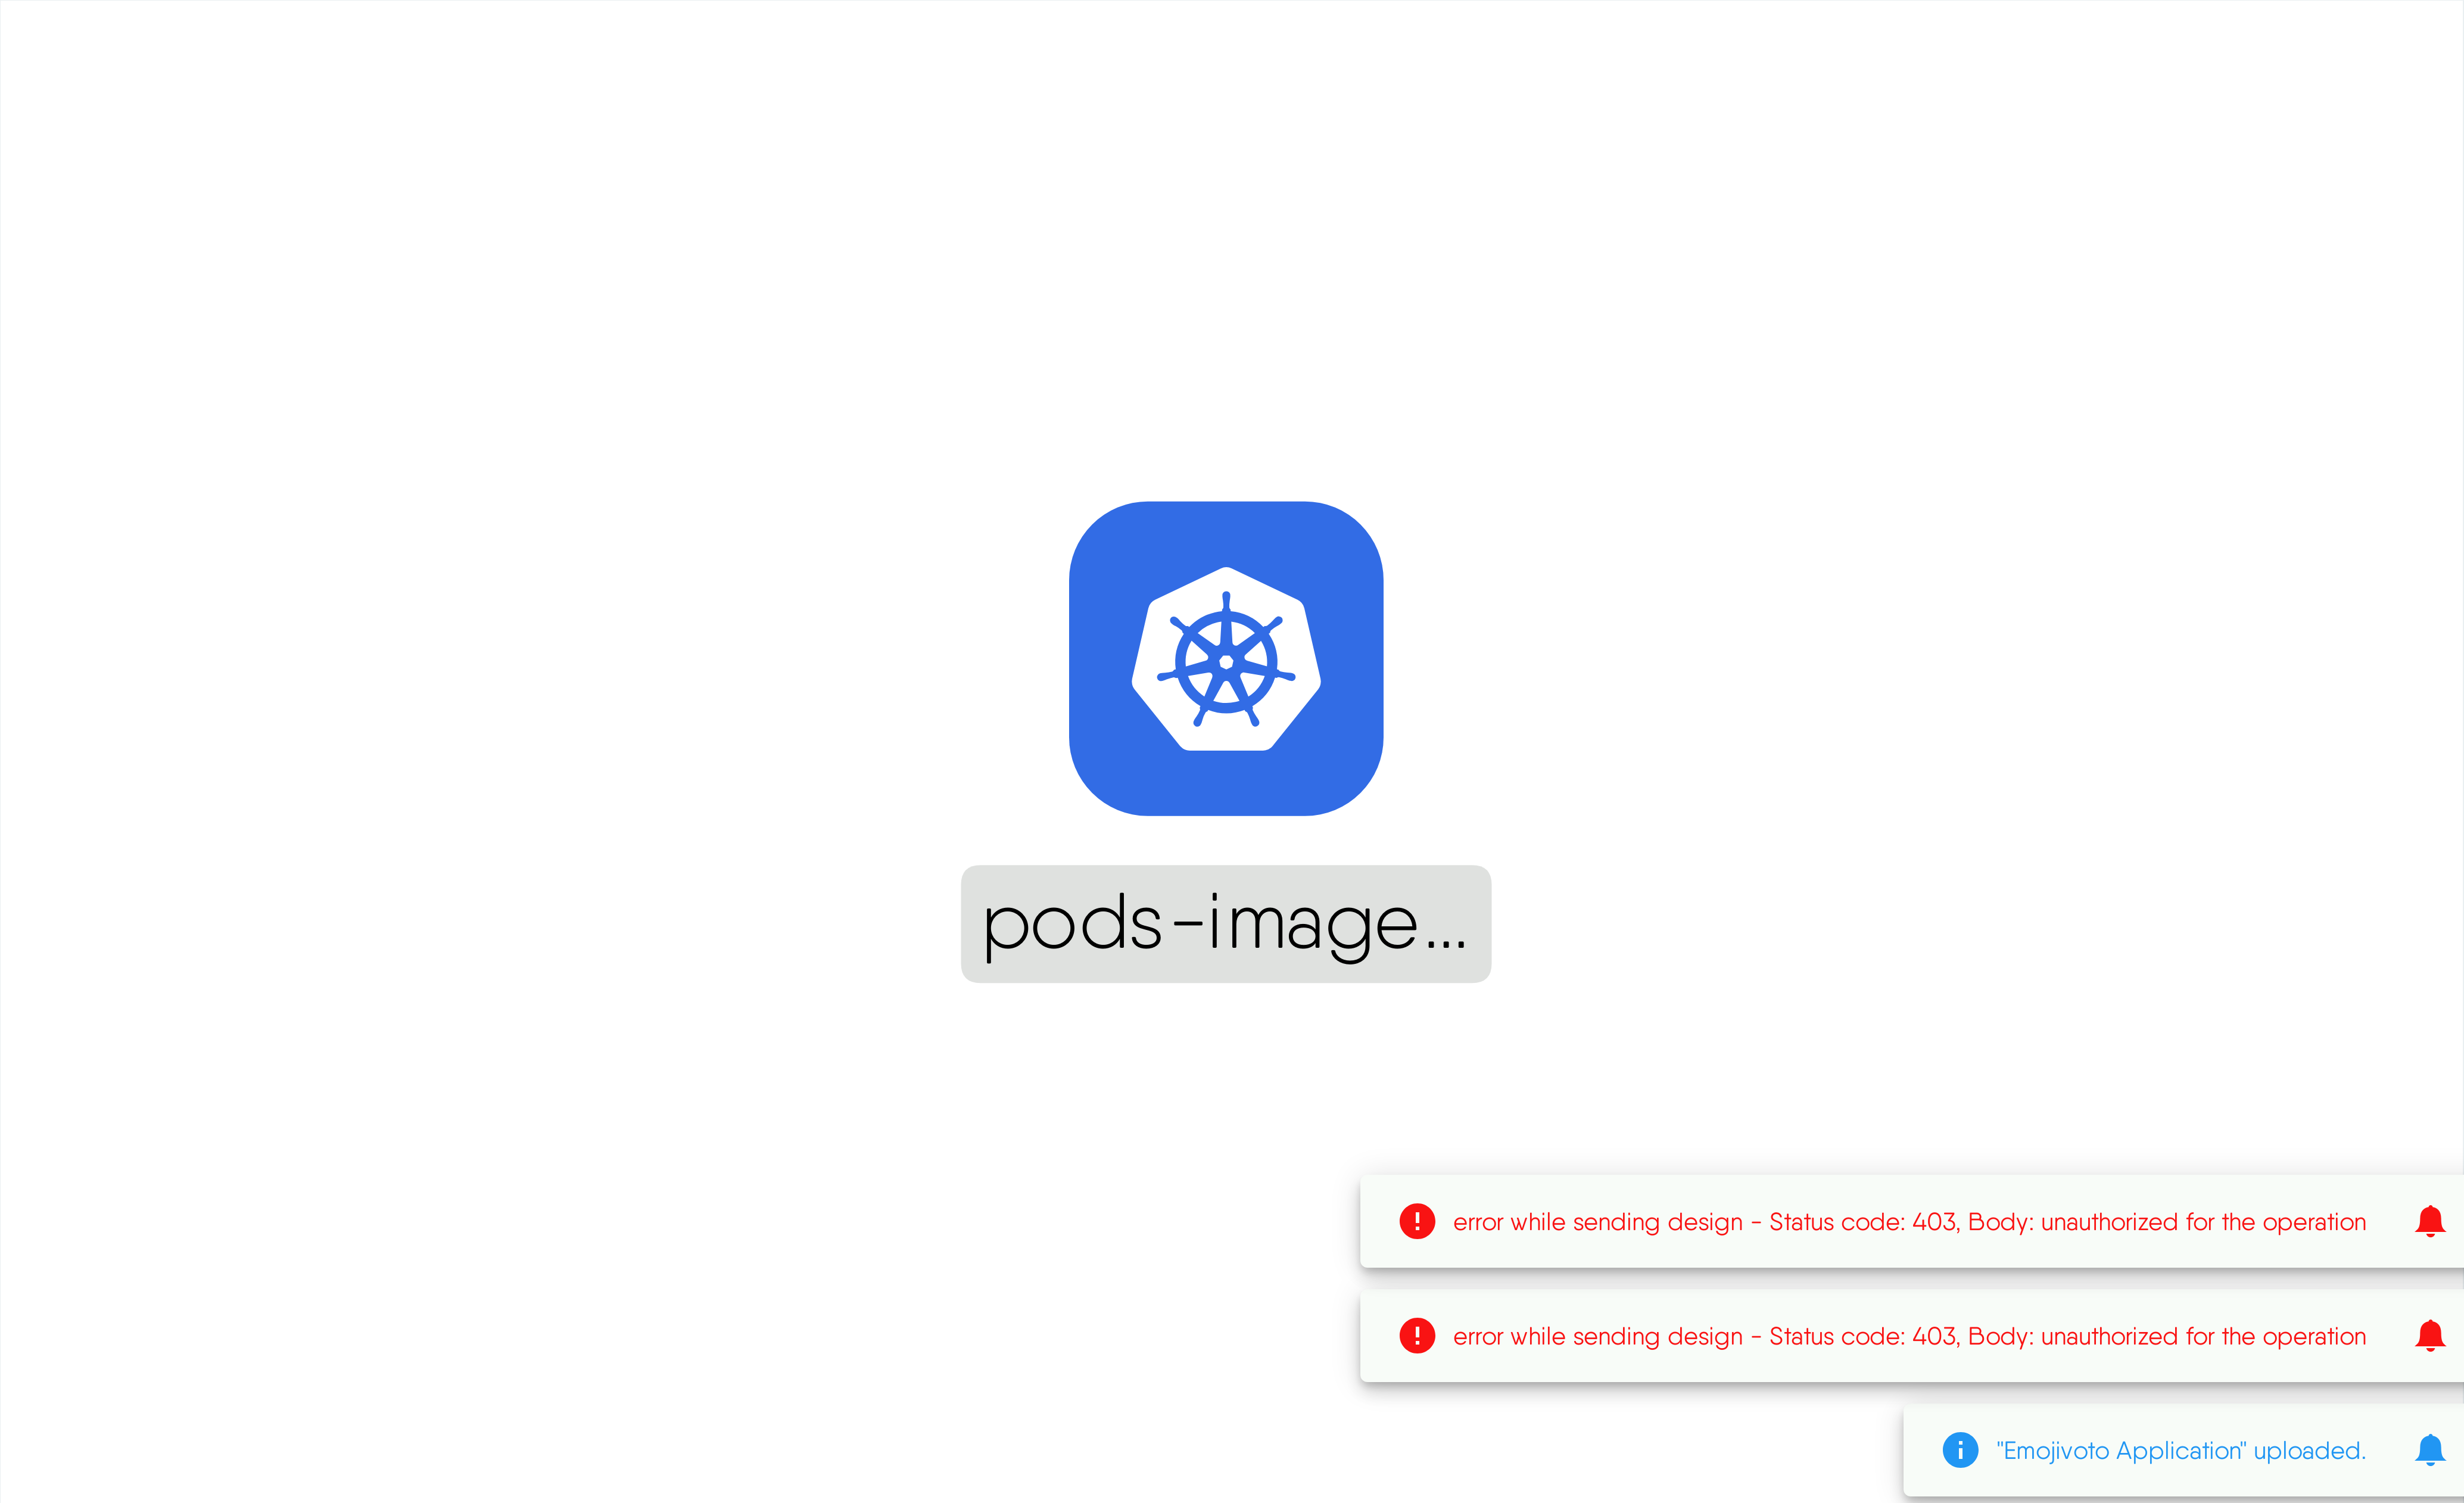 pods-image...
error while sending design - Status code: 403, Body: unauthorized for the operation
error while sending design - Status code: 403, Body: unauthorized for the operation
"Emojivoto Application" uploaded.